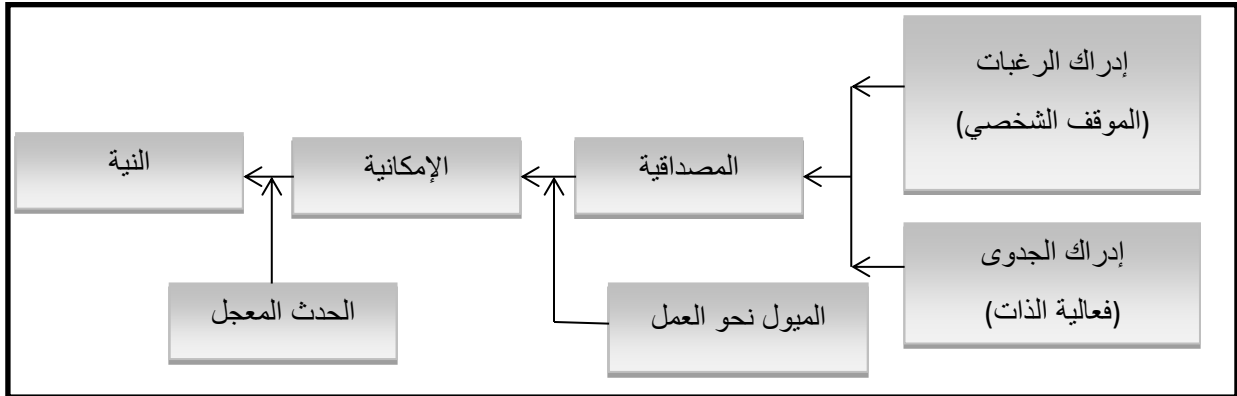 إدراك الرغبات
(الموقف الشخصي)
المصداقية
الإمكانية
النية
إدراك الجدوى
(فعالية الذات)
الميول نحو العمل
الحدث المعجل